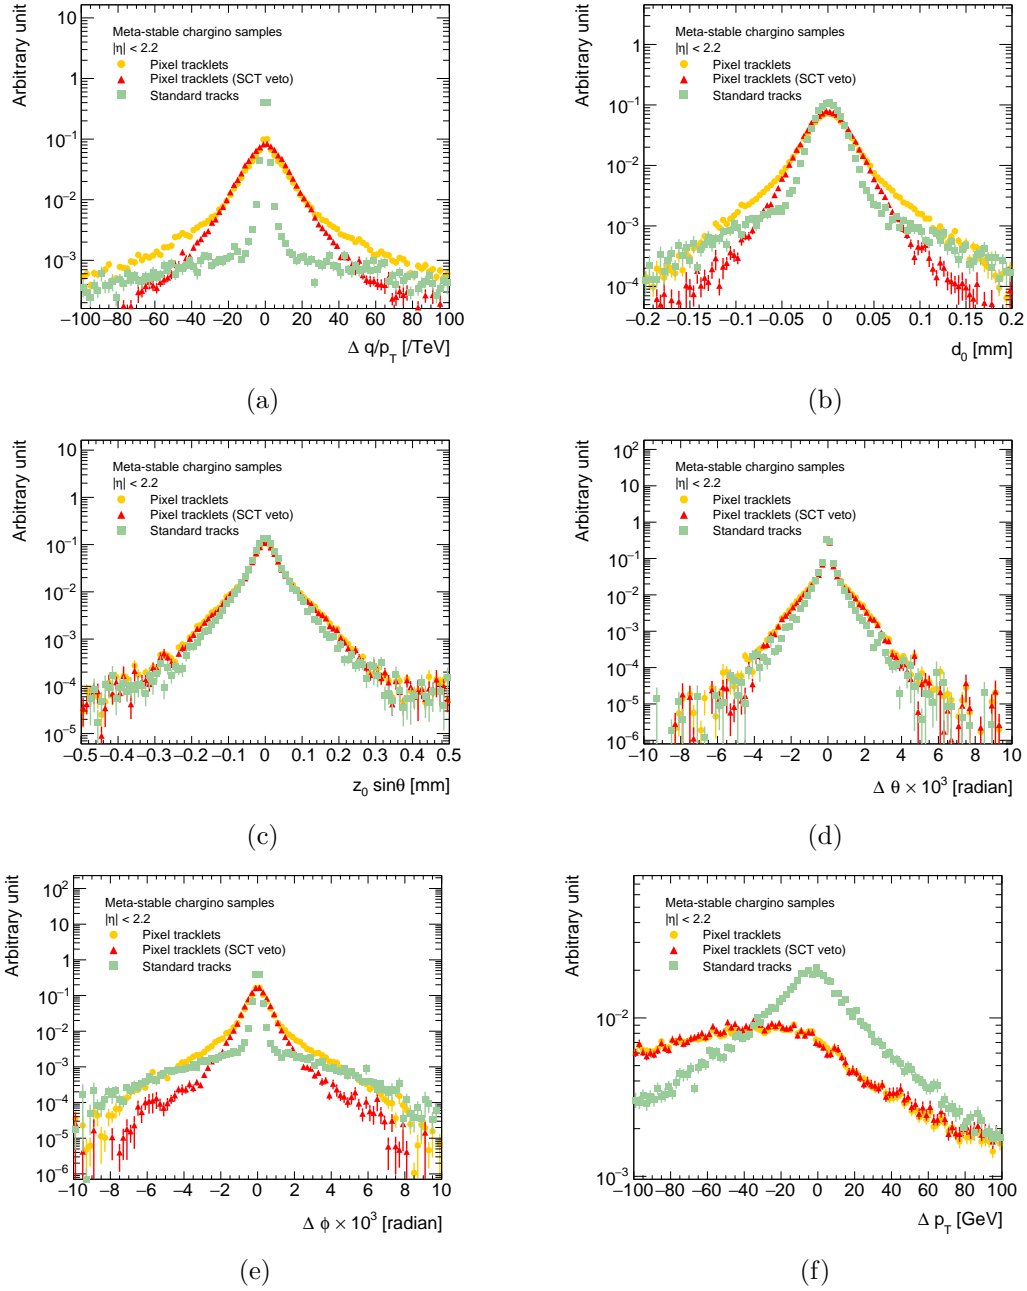 Arbitrary unit
10
1
10⁻¹
10⁻²
10⁻³
Meta-stable chargino samples
|η| < 2.2
Pixel tracklets
Pixel tracklets (SCT veto)
Standard tracks
−100 −80 −60 −40 −20 0 20 40 60 80 100
Δ q/p_T [/TeV]
(a)
Arbitrary unit
1
10⁻¹
10⁻²
10⁻³
10⁻⁴
Meta-stable chargino samples
|η| < 2.2
Pixel tracklets
Pixel tracklets (SCT veto)
Standard tracks
−0.2 −0.15 −0.1 −0.05 0 0.05 0.1 0.15 0.2
d₀ [mm]
(b)
Arbitrary unit
10
1
10⁻¹
10⁻²
10⁻³
10⁻⁴
10⁻⁵
Meta-stable chargino samples
|η| < 2.2
Pixel tracklets
Pixel tracklets (SCT veto)
Standard tracks
−0.5 −0.4 −0.3 −0.2 −0.1 0 0.1 0.2 0.3 0.4 0.5
z₀ sinθ [mm]
(c)
Arbitrary unit
10²
10
1
10⁻¹
10⁻²
10⁻³
10⁻⁴
10⁻⁵
10⁻⁶
Meta-stable chargino samples
|η| < 2.2
Pixel tracklets
Pixel tracklets (SCT veto)
Standard tracks
−10 −8 −6 −4 −2 0 2 4 6 8 10
Δ θ × 10³ [radian]
(d)
Arbitrary unit
10²
10
1
10⁻¹
10⁻²
10⁻³
10⁻⁴
10⁻⁵
10⁻⁶
Meta-stable chargino samples
|η| < 2.2
Pixel tracklets
Pixel tracklets (SCT veto)
Standard tracks
−10 −8 −6 −4 −2 0 2 4 6 8 10
Δ ϕ × 10³ [radian]
(e)
Arbitrary unit
10⁻²
10⁻³
Meta-stable chargino samples
|η| < 2.2
Pixel tracklets
Pixel tracklets (SCT veto)
Standard tracks
−100 −80 −60 −40 −20 0 20 40 60 80 100
Δ p_T [GeV]
(f)